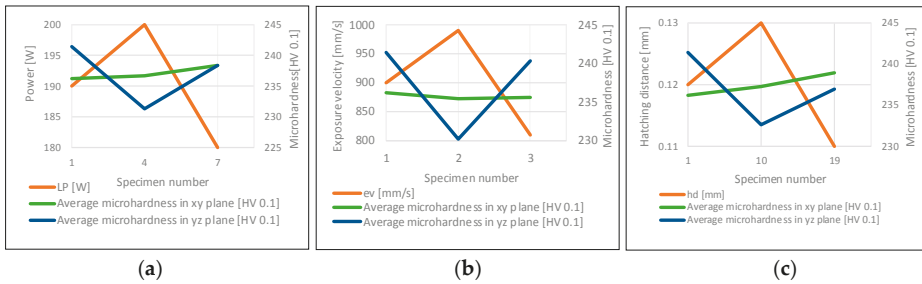 200
195
190
185
180
Power [W]
245
240
235
230
225
Microhardness[HV 0.1]
1 4 7
Specimen number
LP [W]
Average microhardness in xy plane [HV 0.1]
Average microhardness in yz plane [HV 0.1]
(a)
1000
950
900
850
800
Exposure velocity [mm/s]
245
240
235
230
Microhardness [HV 0.1]
1 2 3
Specimen number
ev [mm/s]
Average microhardness in xy plane [HV 0.1]
Average microhardness in yz plane [HV 0.1]
(b)
0.13
0.12
0.11
Hatching distance [mm]
245
240
235
230
Microhardness [HV 0.1]
1 10 19
Specimen number
hd [mm]
Average microhardness in xy plane [HV 0.1]
Average microhardness in yz plane [HV 0.1]
(c)